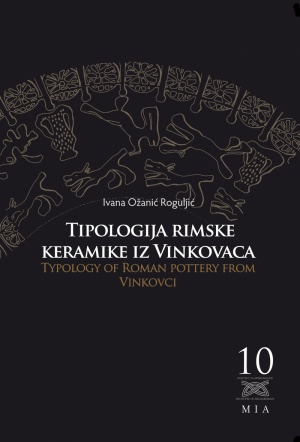 Ivana Ožanić Roguljić
Tipologija rimske
keramike iz Vinkovaca
Typology of Roman pottery from
Vinkovci
10
MIA